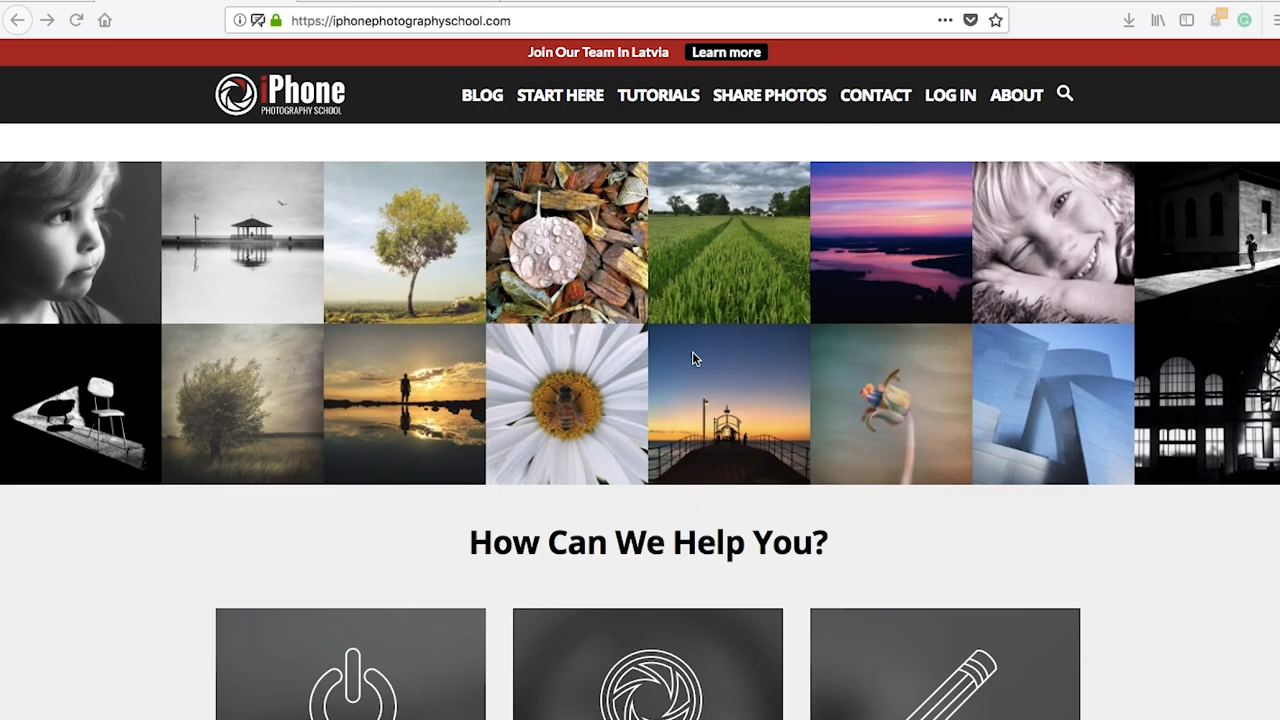 https://iphonephotographyschool.com
Join Our Team In Latvia Learn more
iPhone
PHOTOGRAPHY SCHOOL
BLOG START HERE TUTORIALS SHARE PHOTOS CONTACT LOG IN ABOUT
How Can We Help You?